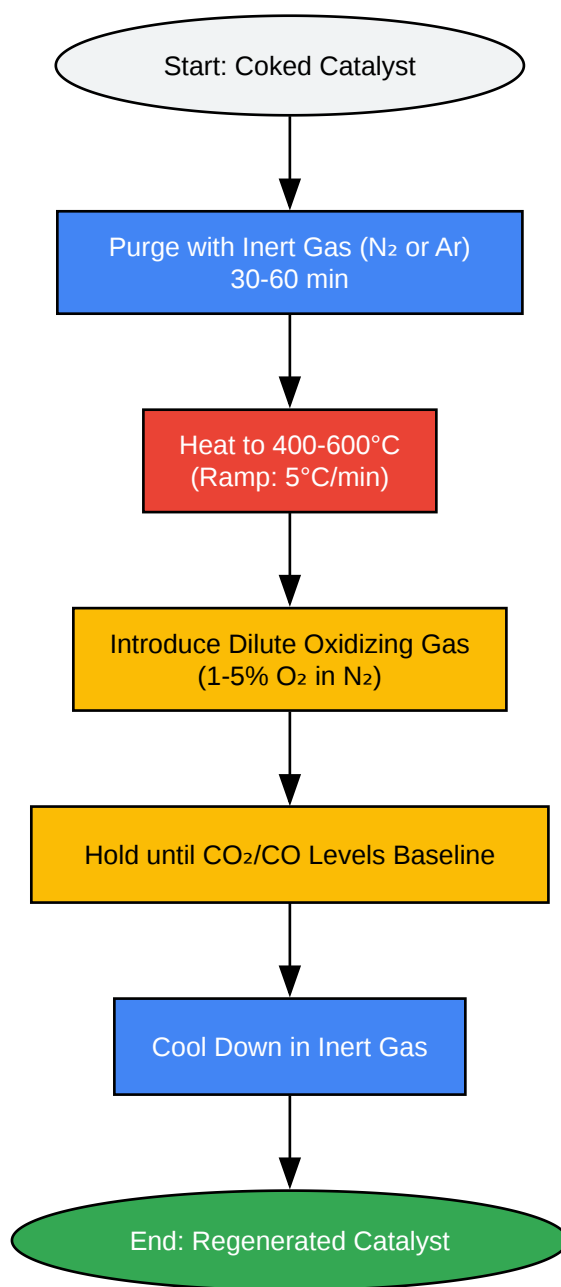 Start: Coked Catalyst
Purge with Inert Gas (N₂ or Ar)
30-60 min
Heat to 400-600°C
(Ramp: 5°C/min)
Introduce Dilute Oxidizing Gas
(1-5% O₂ in N₂)
Hold until CO₂/CO Levels Baseline
Cool Down in Inert Gas
End: Regenerated Catalyst